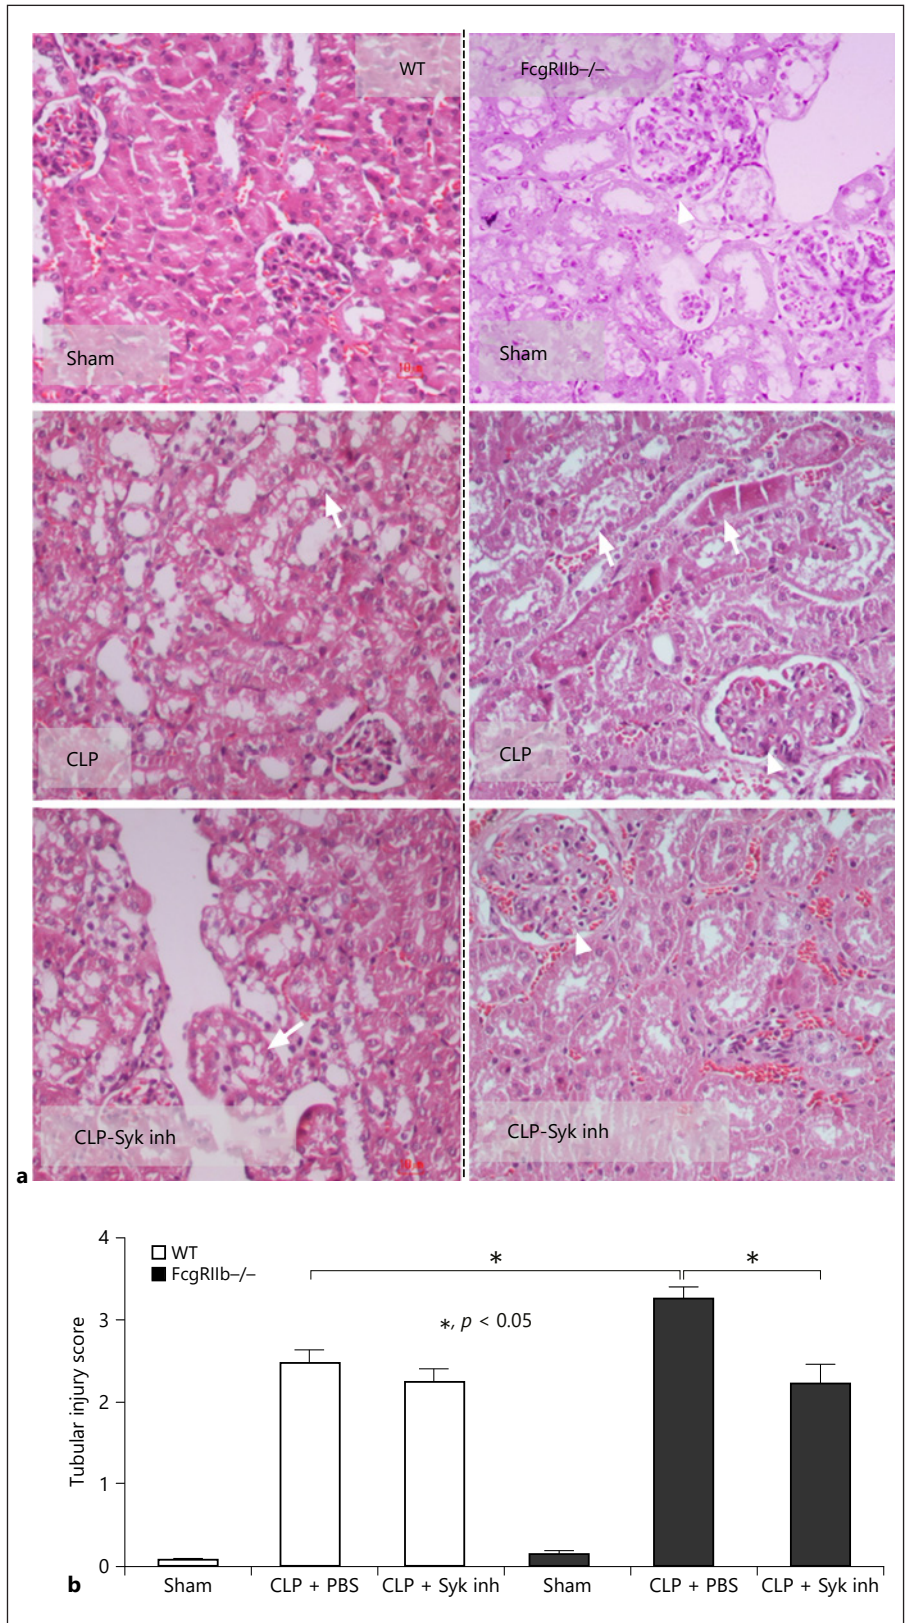 WT
FcgRIIb–/–
Sham
Sham
CLP
CLP
CLP-Syk inh
CLP-Syk inh
a
4
3
2
1
0
Tubular injury score
WT
FcgRIIb–/–
*
*
*, p < 0.05
Sham
CLP + PBS
CLP + Syk inh
Sham
CLP + PBS
CLP + Syk inh
b